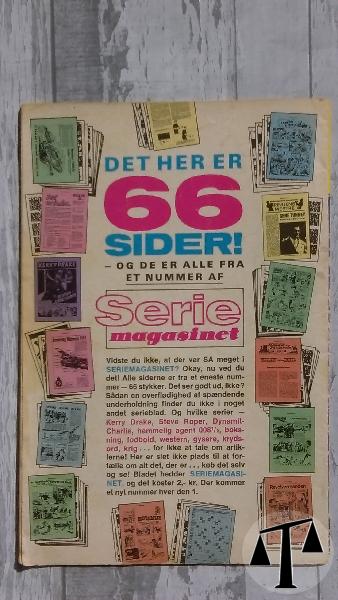 DET HER ER
66
SIDER!
– OG DE ER ALLE FRA
ET NUMMER AF
Serie
magasinet
Vidste du ikke, at der var SÅ meget i
SERIEMAGASINET? Okay, nu ved du
det! Alle siderne er fra et eneste num-
mer – 66 stykker. Det ser godt ud, ikke?
Sådan en overflødighed af spændende
underholdning finder du ikke i noget
andet serieblad. Og hvilke serier –
Kerry Drake, Steve Roper, Dynamit-
Charlie, hemmelig agent
boks-
ning, fodbold, western, gysere, kryds-
ord, krig . . . for ikke at tale om artik-
lerne! Her er slet ikke plads til at for-
tælle om alt det, der er . . . køb det selv
og se! Bladet hedder SERIEMAGASI-
NET, og det koster 2,- kr. Der kommer
et nyt nummer hver den 1.
KERRY DRAKE